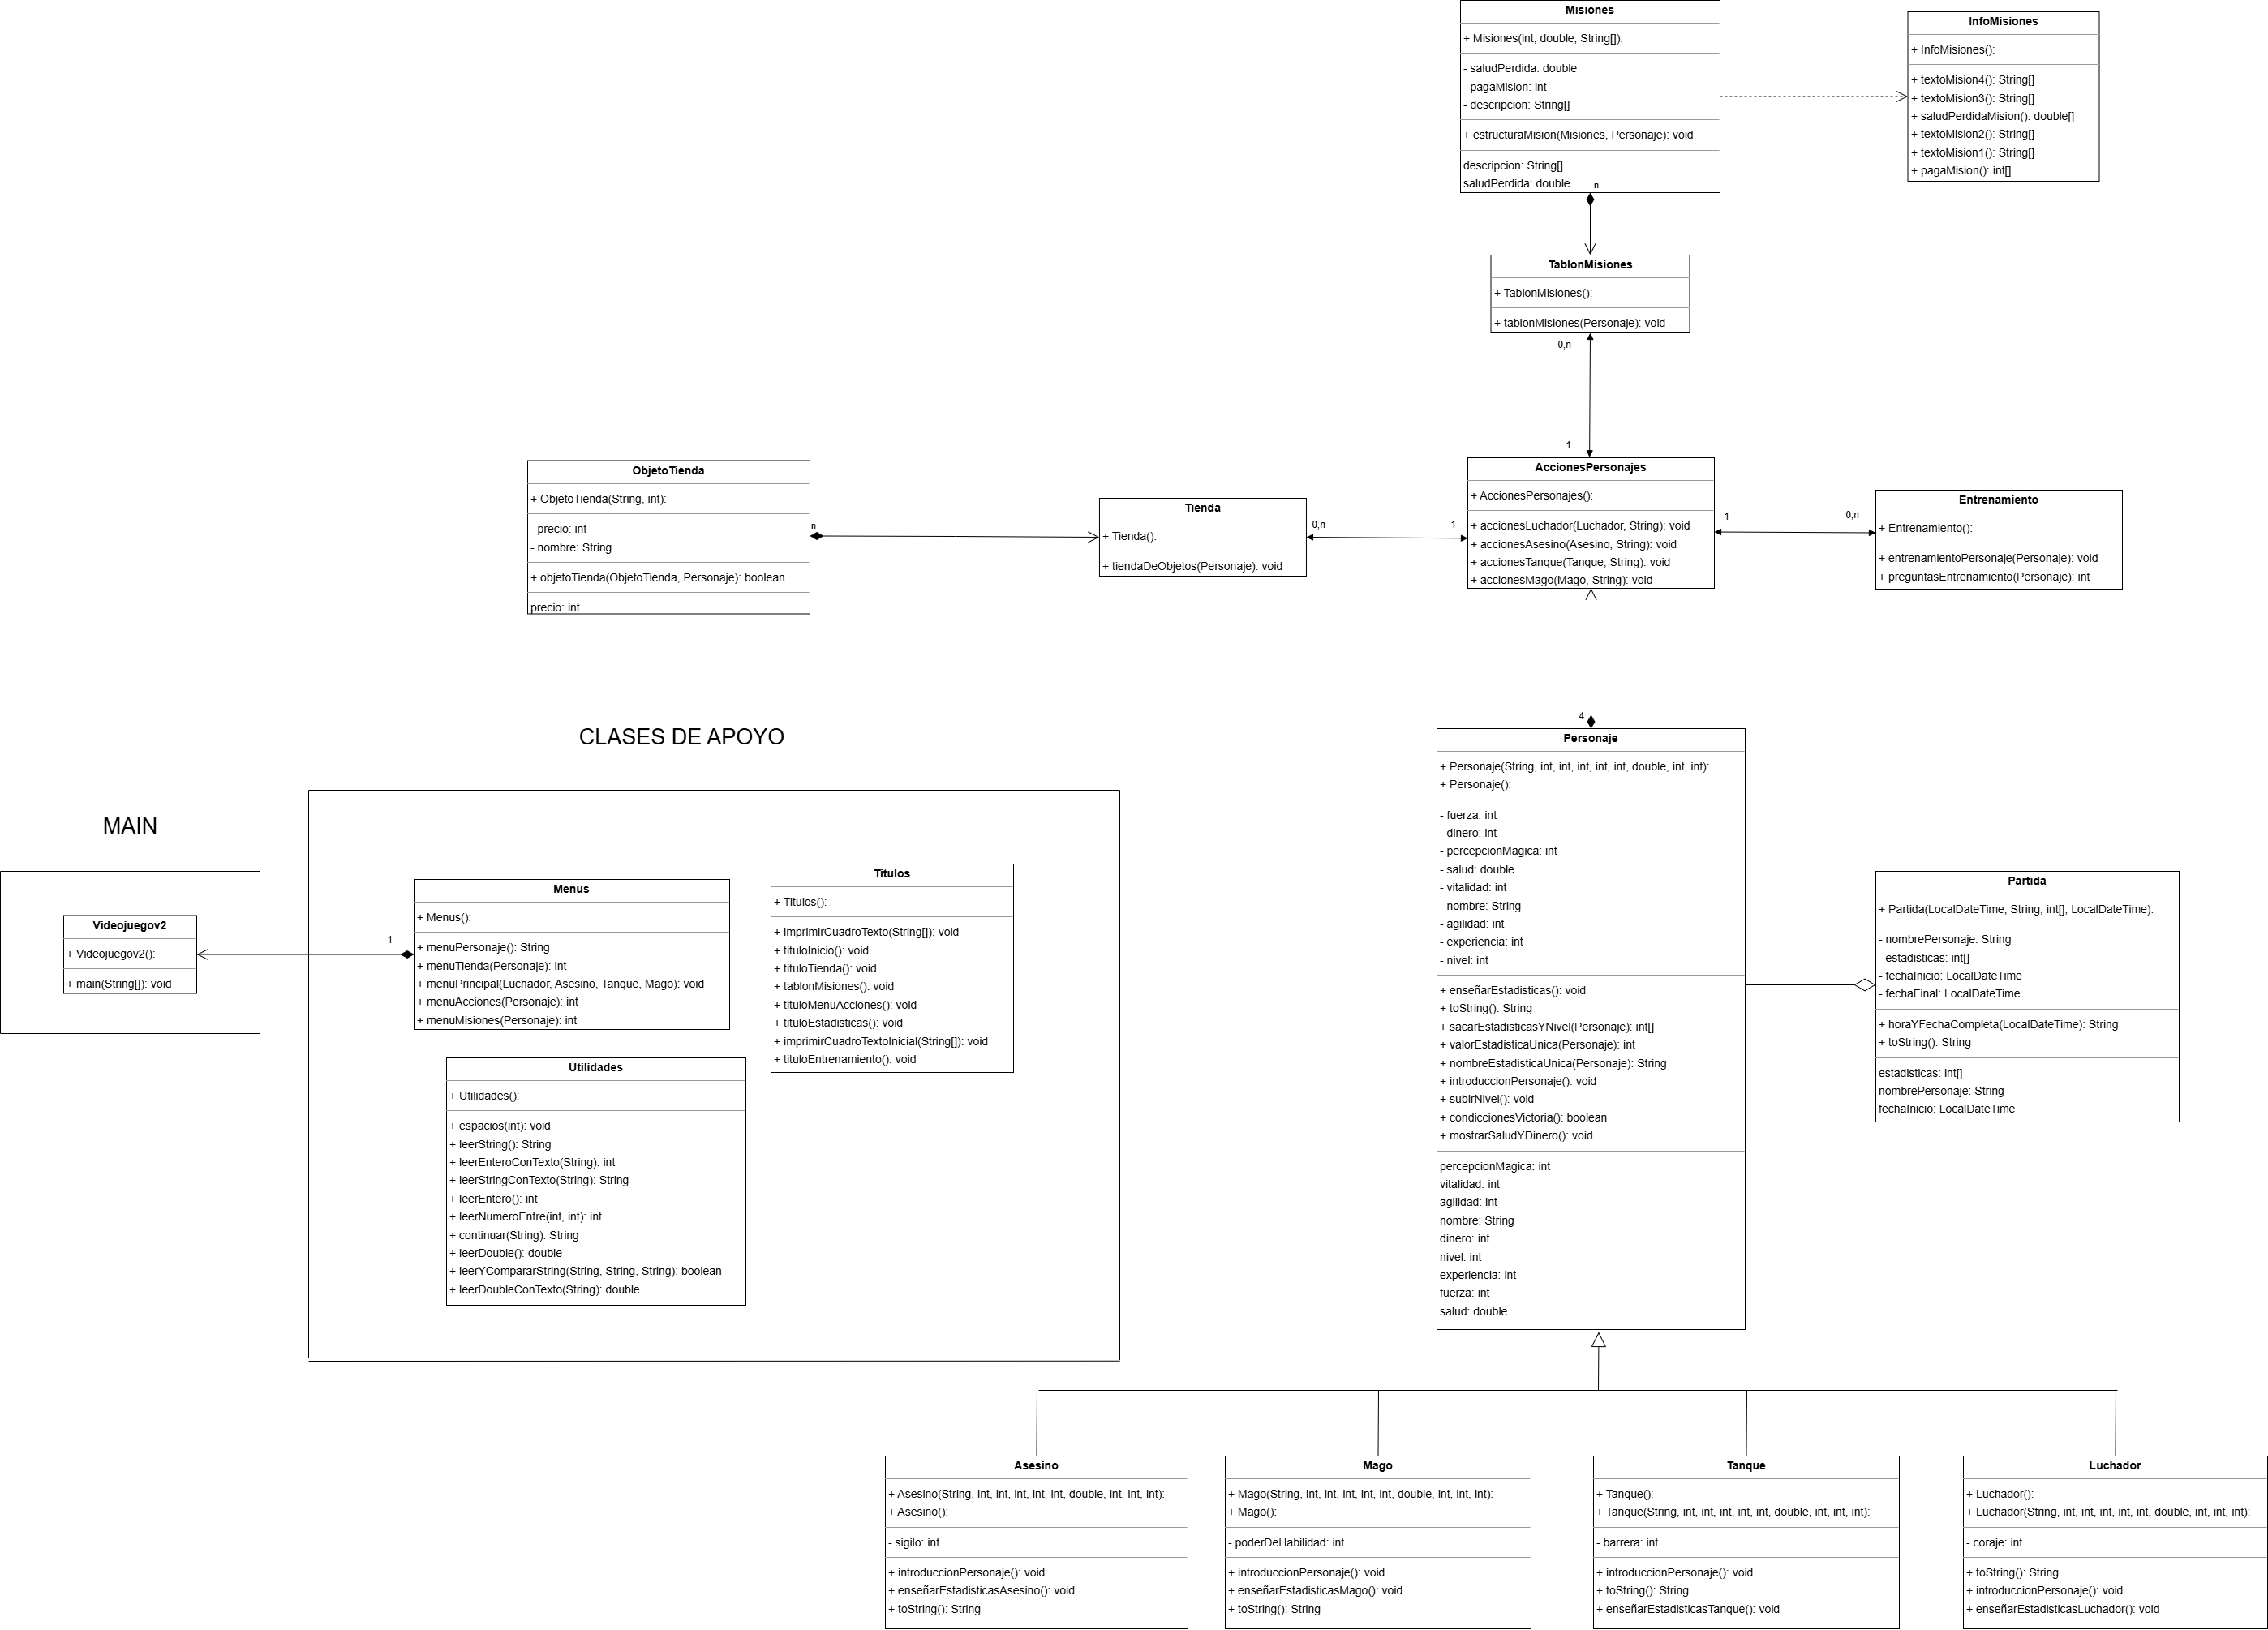 Misiones
+ Misiones(int, double, String[]):
- saludPerdida: double
- pagaMision: int
- descripcion: String[]
+ estructuraMision(Misiones, Personaje): void
descripcion: String[]
saludPerdida: double
n
InfoMisiones
+ InfoMisiones():
+ textoMision4(): String[]
+ textoMision3(): String[]
+ saludPerdidaMision(): double[]
+ textoMision2(): String[]
+ textoMision1(): String[]
+ pagaMision(): int[]
TablonMisiones
+ TablonMisiones():
+ tablonMisiones(Personaje): void
0,n
1
ObjetoTienda
+ ObjetoTienda(String, int):
- precio: int
- nombre: String
+ objetoTienda(ObjetoTienda, Personaje): boolean
precio: int
n
Tienda
+ Tienda():
+ tiendaDeObjetos(Personaje): void
0,n
1
AccionesPersonajes
+ AccionesPersonajes():
+ accionesLuchador(Luchador, String): void
+ accionesAsesino(Asesino, String): void
+ accionesTanque(Tanque, String): void
+ accionesMago(Mago, String): void
1
0,n
Entrenamiento
+ Entrenamiento():
+ entrenamientoPersonaje(Personaje): void
+ preguntasEntrenamiento(Personaje): int
4
CLASES DE APOYO
MAIN
Videojuegov2
+ Videojuegov2():
+ main(String[]): void
1
Menus
+ Menus():
+ menuPersonaje(): String
+ menuTienda(Personaje): int
+ menuPrincipal(Luchador, Asesino, Tanque, Mago): void
+ menuAcciones(Personaje): int
+ menuMisiones(Personaje): int
Titulos
+ Titulos():
+ imprimirCuadroTexto(String[]): void
+ tituloInicio(): void
+ tituloTienda(): void
+ tablonMisiones(): void
+ tituloMenuAcciones(): void
+ tituloEstadisticas(): void
+ imprimirCuadroTextoInicial(String[]): void
+ tituloEntrenamiento(): void
Utilidades
+ Utilidades():
+ espacios(int): void
+ leerString(): String
+ leerEnteroConTexto(String): int
+ leerStringConTexto(String): String
+ leerEntero(): int
+ leerNumeroEntre(int, int): int
+ continuar(String): String
+ leerDouble(): double
+ leerYCompararString(String, String, String): boolean
+ leerDoubleConTexto(String): double
Personaje
+ Personaje(String, int, int, int, int, int, double, int, int):
+ Personaje():
- fuerza: int
- dinero: int
- percepcionMagica: int
- salud: double
- vitalidad: int
- nombre: String
- agilidad: int
- experiencia: int
- nivel: int
+ enseñarEstadisticas(): void
+ toString(): String
+ sacarEstadisticasYNivel(Personaje): int[]
+ valorEstadisticaUnica(Personaje): int
+ nombreEstadisticaUnica(Personaje): String
+ introduccionPersonaje(): void
+ subirNivel(): void
+ condiccionesVictoria(): boolean
+ mostrarSaludYDinero(): void
percepcionMagica: int
vitalidad: int
agilidad: int
nombre: String
dinero: int
nivel: int
experiencia: int
fuerza: int
salud: double
Partida
+ Partida(LocalDateTime, String, int[], LocalDateTime):
- nombrePersonaje: String
- estadisticas: int[]
- fechaInicio: LocalDateTime
- fechaFinal: LocalDateTime
+ horaYFechaCompleta(LocalDateTime): String
+ toString(): String
estadisticas: int[]
nombrePersonaje: String
fechaInicio: LocalDateTime
Asesino
+ Asesino(String, int, int, int, int, int, double, int, int, int):
+ Asesino():
- sigilo: int
+ introduccionPersonaje(): void
+ enseñarEstadisticasAsesino(): void
+ toString(): String
Mago
+ Mago(String, int, int, int, int, int, double, int, int, int):
+ Mago():
- poderDeHabilidad: int
+ introduccionPersonaje(): void
+ enseñarEstadisticasMago(): void
+ toString(): String
Tanque
+ Tanque():
+ Tanque(String, int, int, int, int, int, double, int, int, int):
- barrera: int
+ introduccionPersonaje(): void
+ toString(): String
+ enseñarEstadisticasTanque(): void
Luchador
+ Luchador():
+ Luchador(String, int, int, int, int, int, double, int, int, int):
- coraje: int
+ toString(): String
+ introduccionPersonaje(): void
+ enseñarEstadisticasLuchador(): void